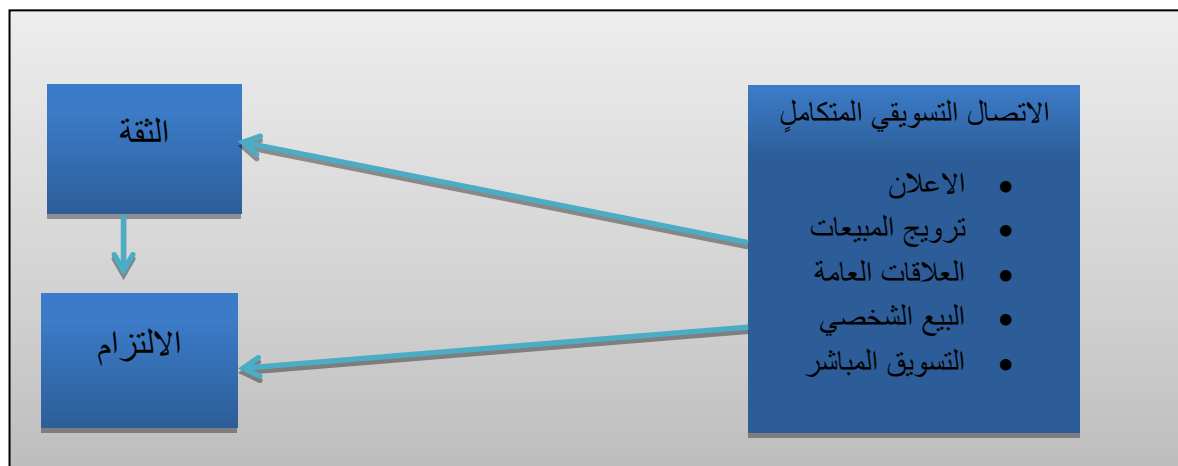 الاتصال التسويقي المتكاملٍ
• الاعلان
• ترويج المبيعات
• العلاقات العامة
• البيع الشخصي
• التسويق المباشر
الثقة
الالتزام